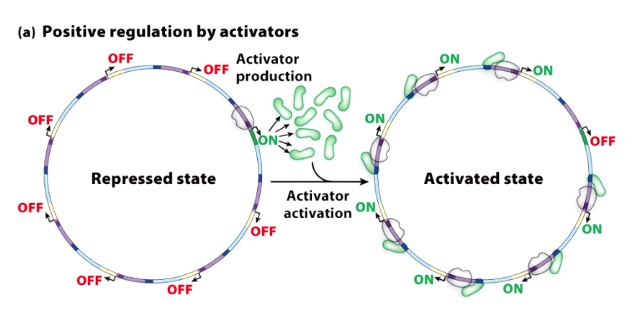 (a) Positive regulation by activators
OFF
OFF
Activator
production
OFF
ON
Repressed state
OFF
OFF
OFF
OFF
Activator
activation
ON
ON
ON
OFF
Activated state
ON
ON
ON
ON